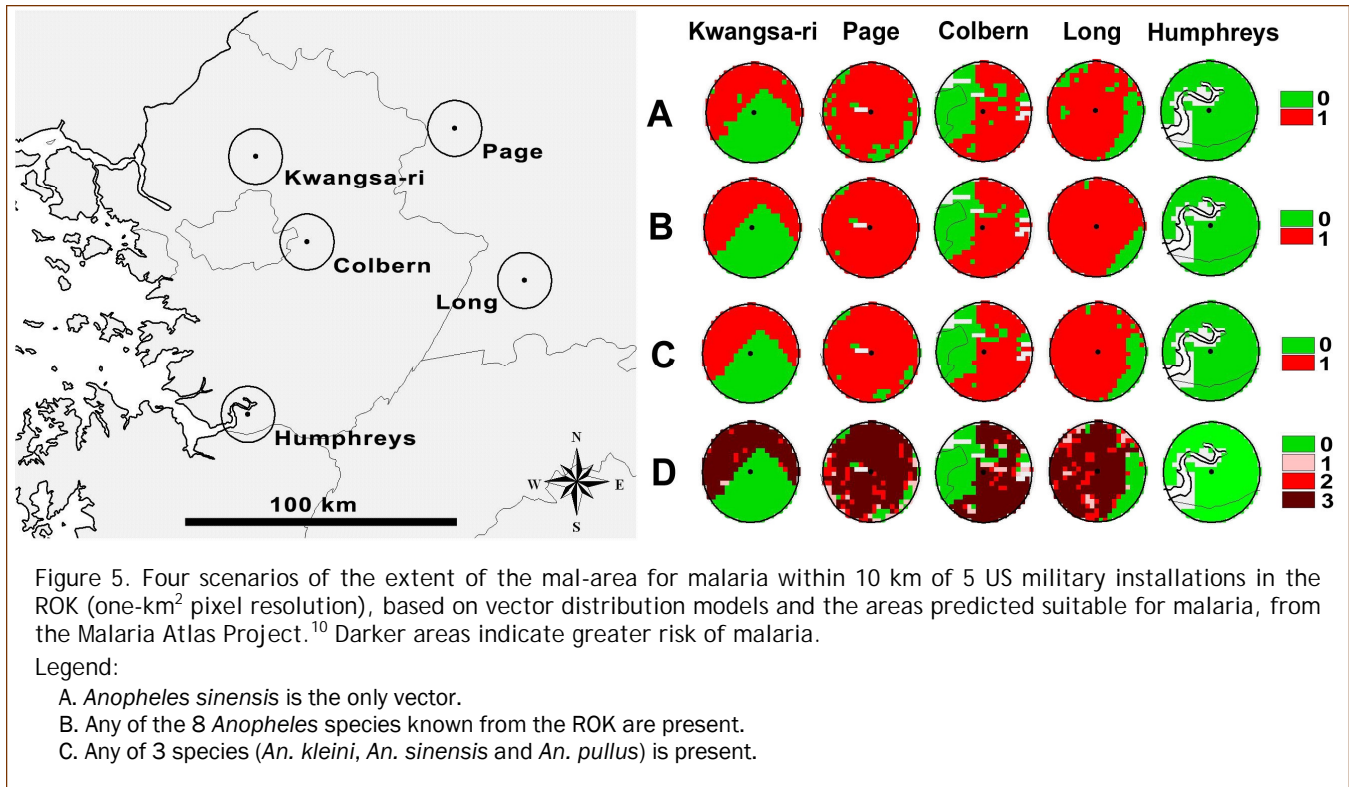 Kwangsa-ri
Page
Colbern
Long
Humphreys
100 km
N
W E
S
Kwangsa-ri Page Colbern Long Humphreys
A
0
1
B
0
1
C
0
1
D
0
1
2
3
Figure 5. Four scenarios of the extent of the mal-area for malaria within 10 km of 5 US military installations in the
ROK (one-km² pixel resolution), based on vector distribution models and the areas predicted suitable for malaria, from
the Malaria Atlas Project.¹⁰ Darker areas indicate greater risk of malaria.
Legend:
A. Anopheles sinensis is the only vector.
B. Any of the 8 Anopheles species known from the ROK are present.
C. Any of 3 species (An. kleini, An. sinensis and An. pullus) is present.